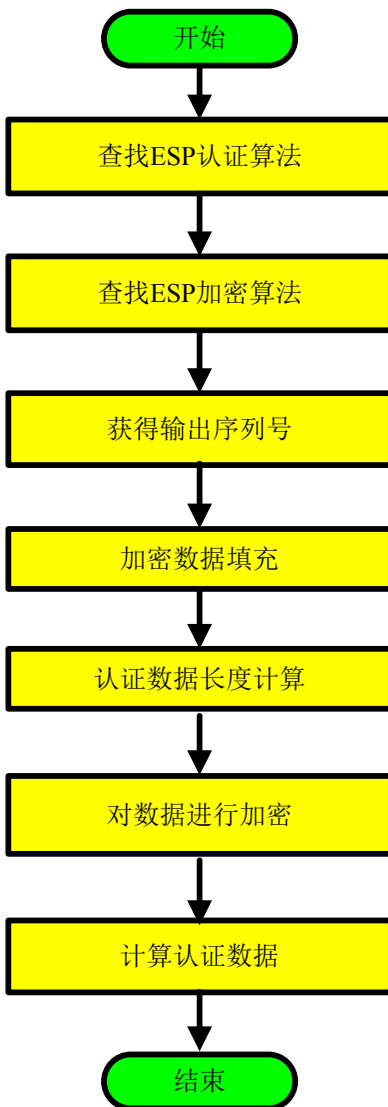 开始
查找ESP认证算法
查找ESP加密算法
获得输出序列号
加密数据填充
认证数据长度计算
对数据进行加密
计算认证数据
结束